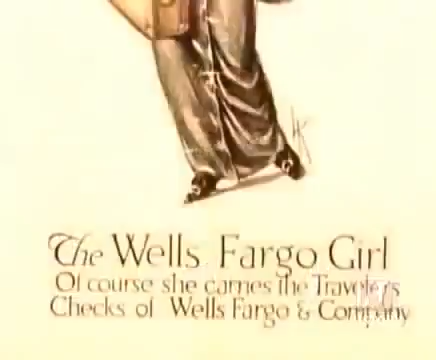 The Wells Fargo Girl
Of course she carries the Travelers
Checks of Wells Fargo & Company